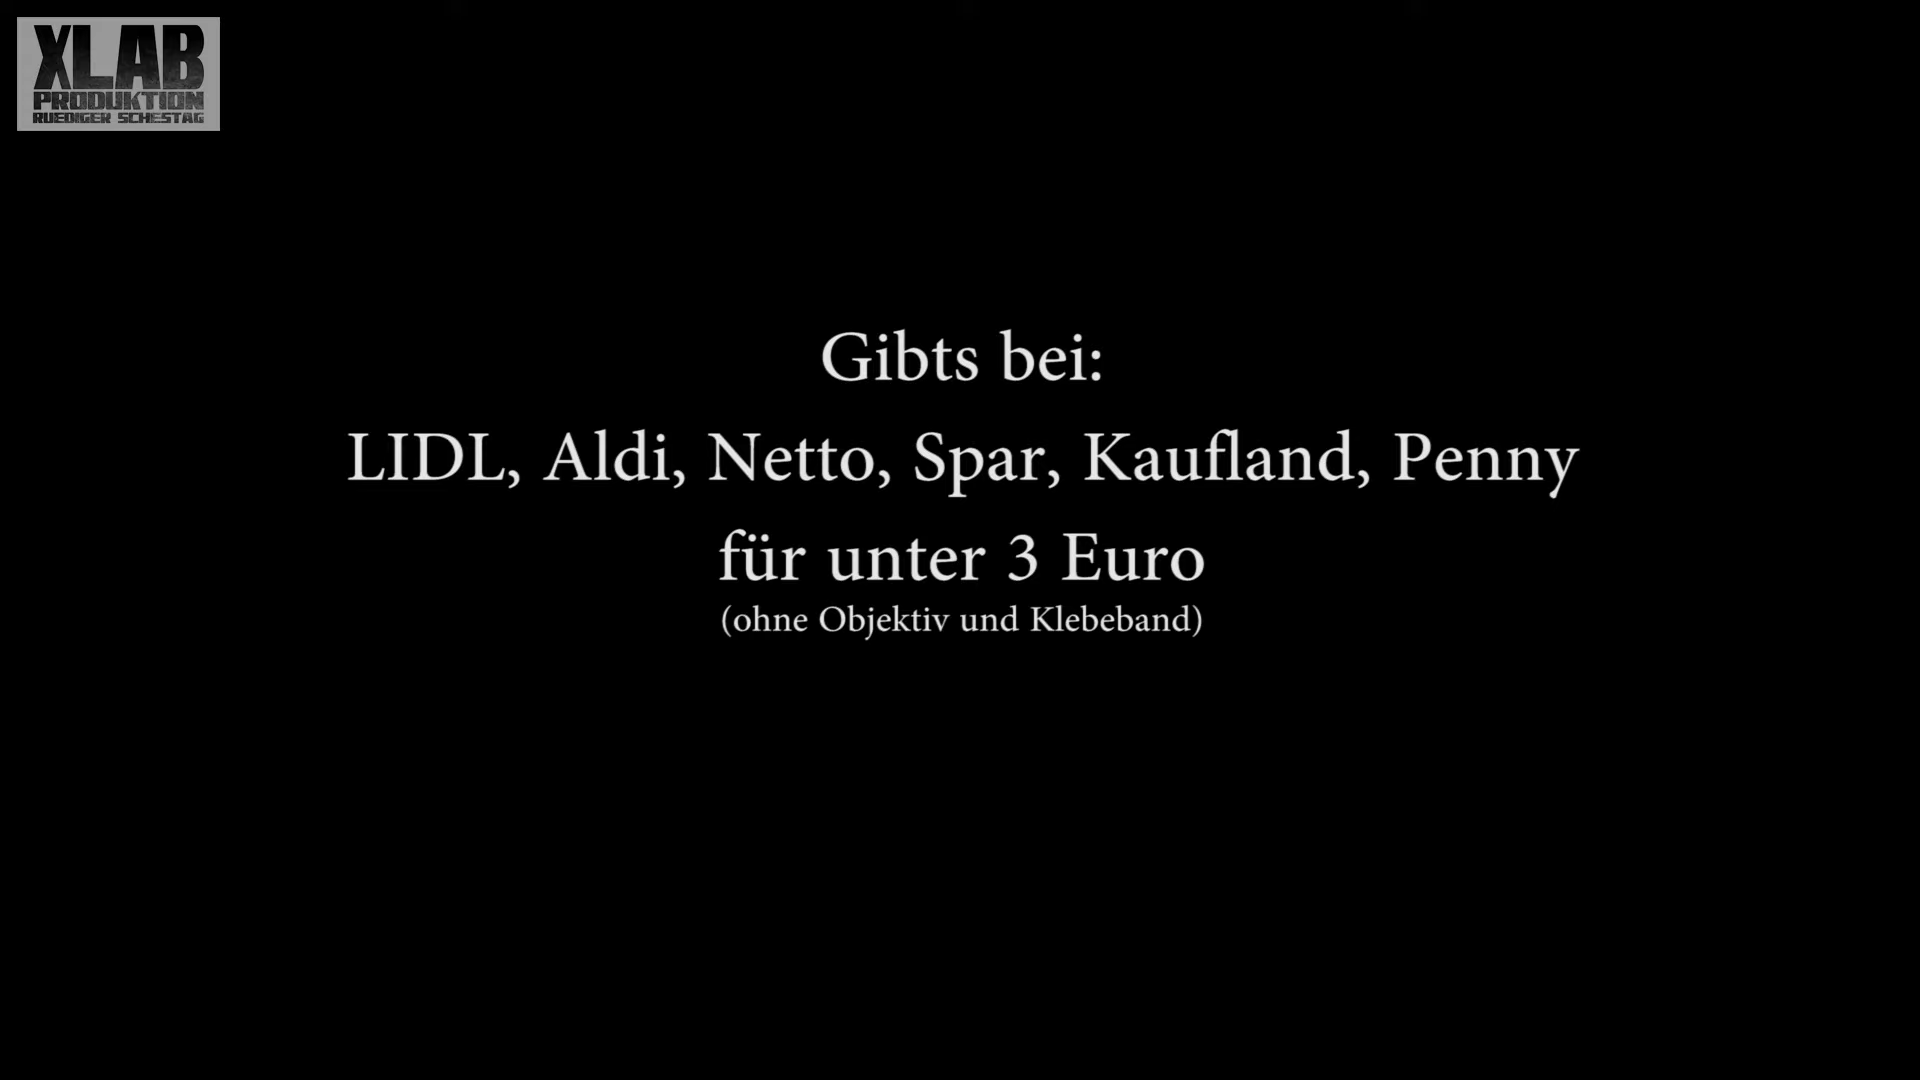 XLAB
PRODUKTION
RUEDIGER SCHESTAG
Gibts bei:
LIDL, Aldi, Netto, Spar, Kaufland, Penny
für unter 3 Euro
(ohne Objektiv und Klebeband)